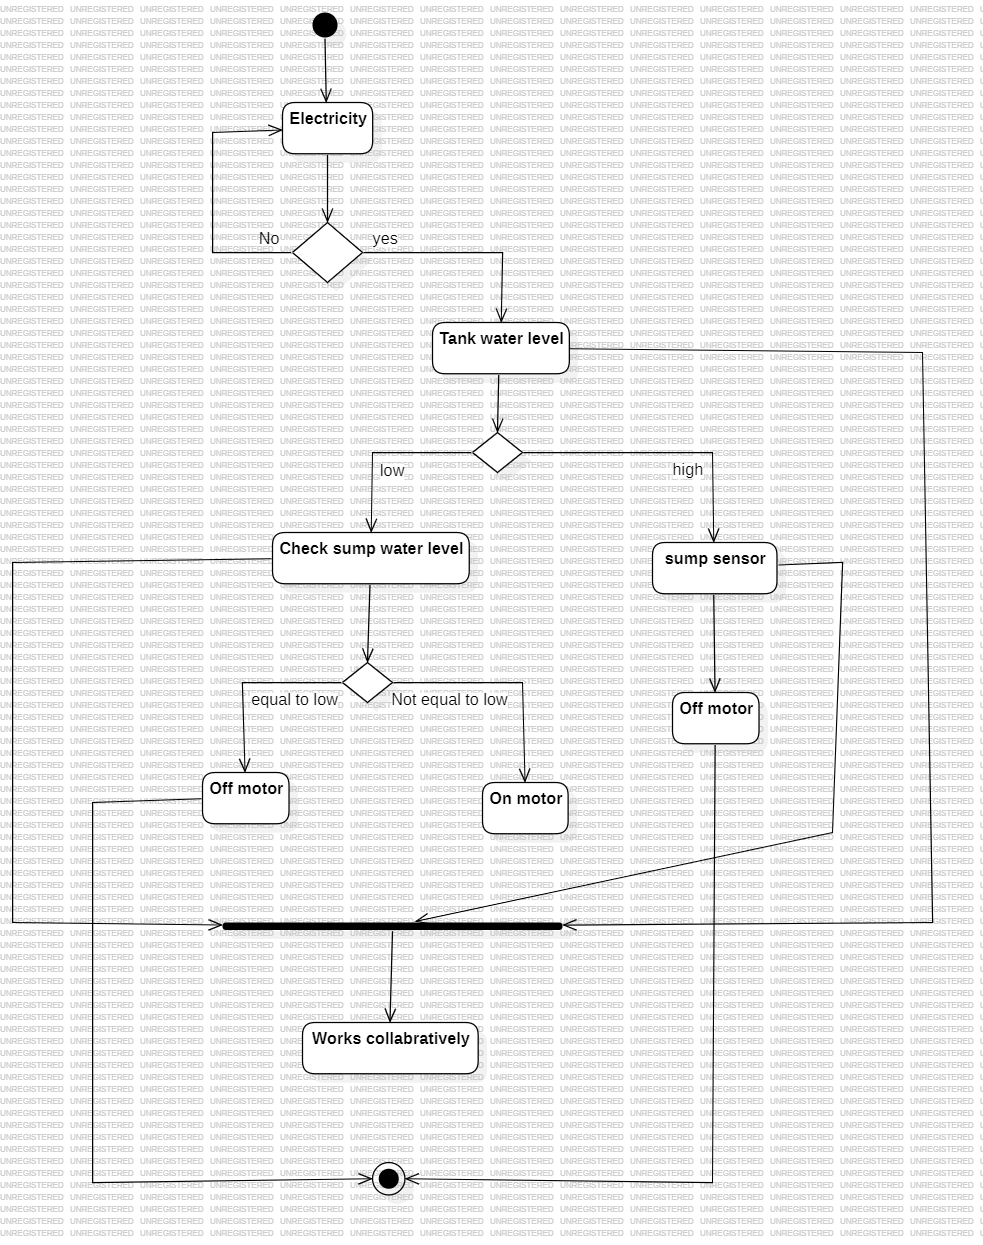 Electricity
No
yes
Tank water level
low
high
Check sump water level
sump sensor
equal to low
Not equal to low
Off motor
Off motor
On motor
Works collabratively
UNREGISTERED